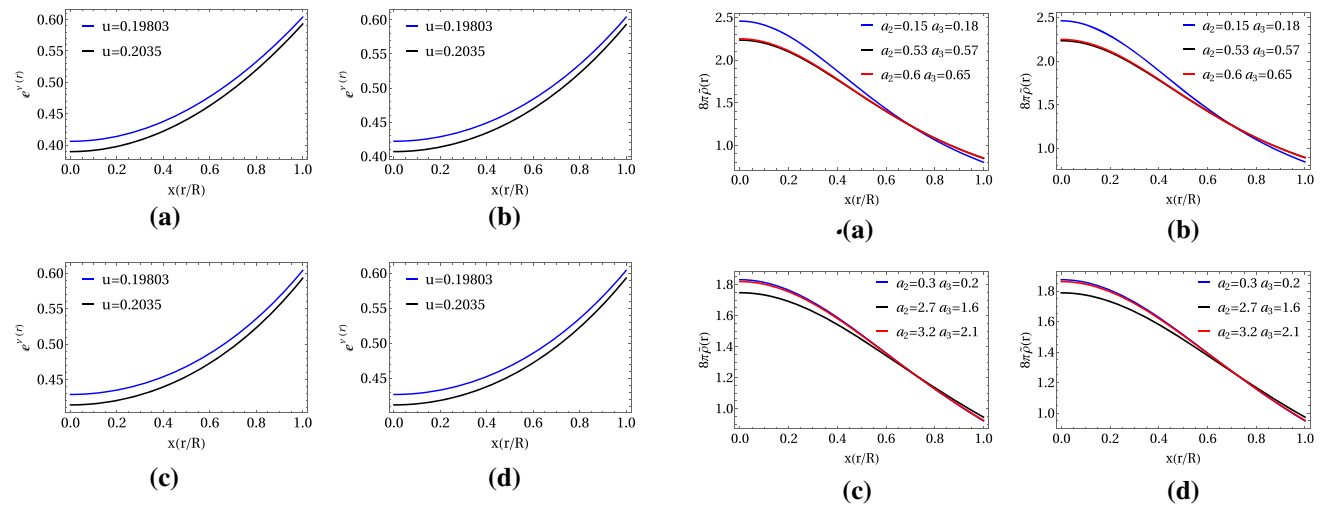 0.60
0.55
0.50
0.45
0.40
e^ν(r)
u=0.19803
u=0.2035
0.0 0.2 0.4 0.6 0.8 1.0
x(r/R)
(a)
0.60
0.55
0.50
0.45
0.40
e^ν(r)
u=0.19803
u=0.2035
0.0 0.2 0.4 0.6 0.8 1.0
x(r/R)
(b)
2.5
2.0
1.5
1.0
8πρ̃(r)
a₂=0.15 a₃=0.18
a₂=0.53 a₃=0.57
a₂=0.6 a₃=0.65
0.0 0.2 0.4 0.6 0.8 1.0
x(r/R)
(a)
2.5
2.0
1.5
1.0
8πρ̃(r)
a₂=0.15 a₃=0.18
a₂=0.53 a₃=0.57
a₂=0.6 a₃=0.65
0.0 0.2 0.4 0.6 0.8 1.0
x(r/R)
(b)
0.60
0.55
0.50
0.45
e^ν(r)
u=0.19803
u=0.2035
0.0 0.2 0.4 0.6 0.8 1.0
x(r/R)
(c)
0.60
0.55
0.50
0.45
e^ν(r)
u=0.19803
u=0.2035
0.0 0.2 0.4 0.6 0.8 1.0
x(r/R)
(d)
1.8
1.6
1.4
1.2
1.0
8πρ̃(r)
a₂=0.3 a₃=0.2
a₂=2.7 a₃=1.6
a₂=3.2 a₃=2.1
0.0 0.2 0.4 0.6 0.8 1.0
x(r/R)
(c)
1.8
1.6
1.4
1.2
1.0
8πρ̃(r)
a₂=0.3 a₃=0.2
a₂=2.7 a₃=1.6
a₂=3.2 a₃=2.1
0.0 0.2 0.4 0.6 0.8 1.0
x(r/R)
(d)